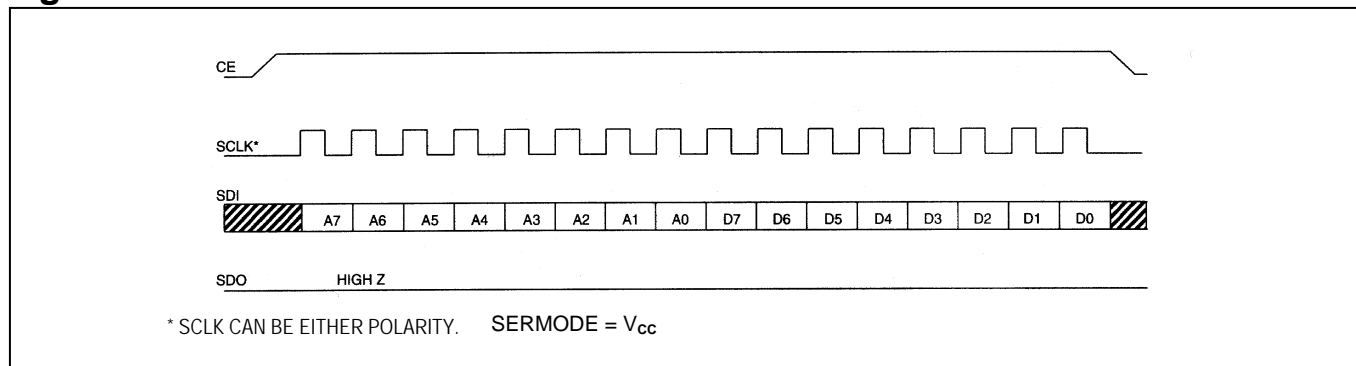 CE
SCLK*
SDI
A7 A6 A5 A4 A3 A2 A1 A0 D7 D6 D5 D4 D3 D2 D1 D0
SDO HIGH Z
* SCLK CAN BE EITHER POLARITY. SERMODE = Vcc